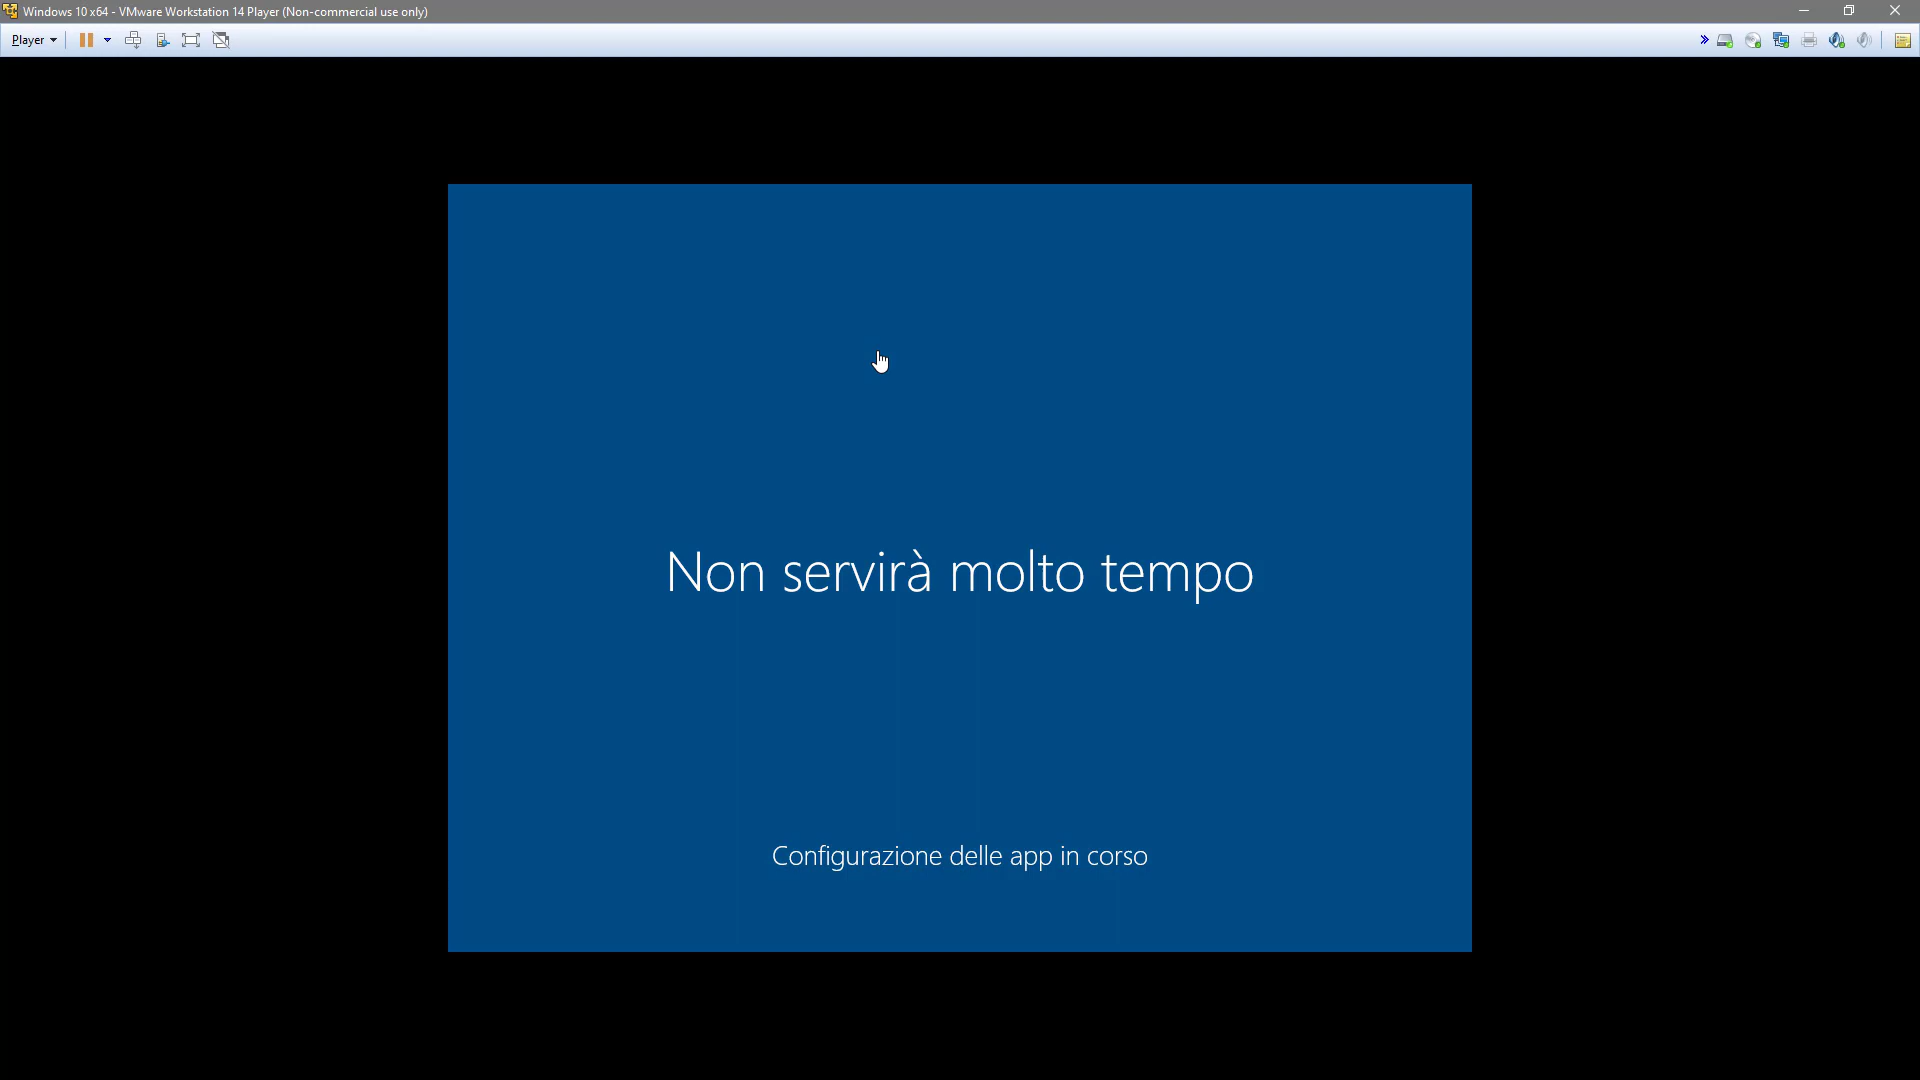 Windows 10 x64 - VMware Workstation 14 Player (Non-commercial use only)
Player
Non servirà molto tempo
Configurazione delle app in corso